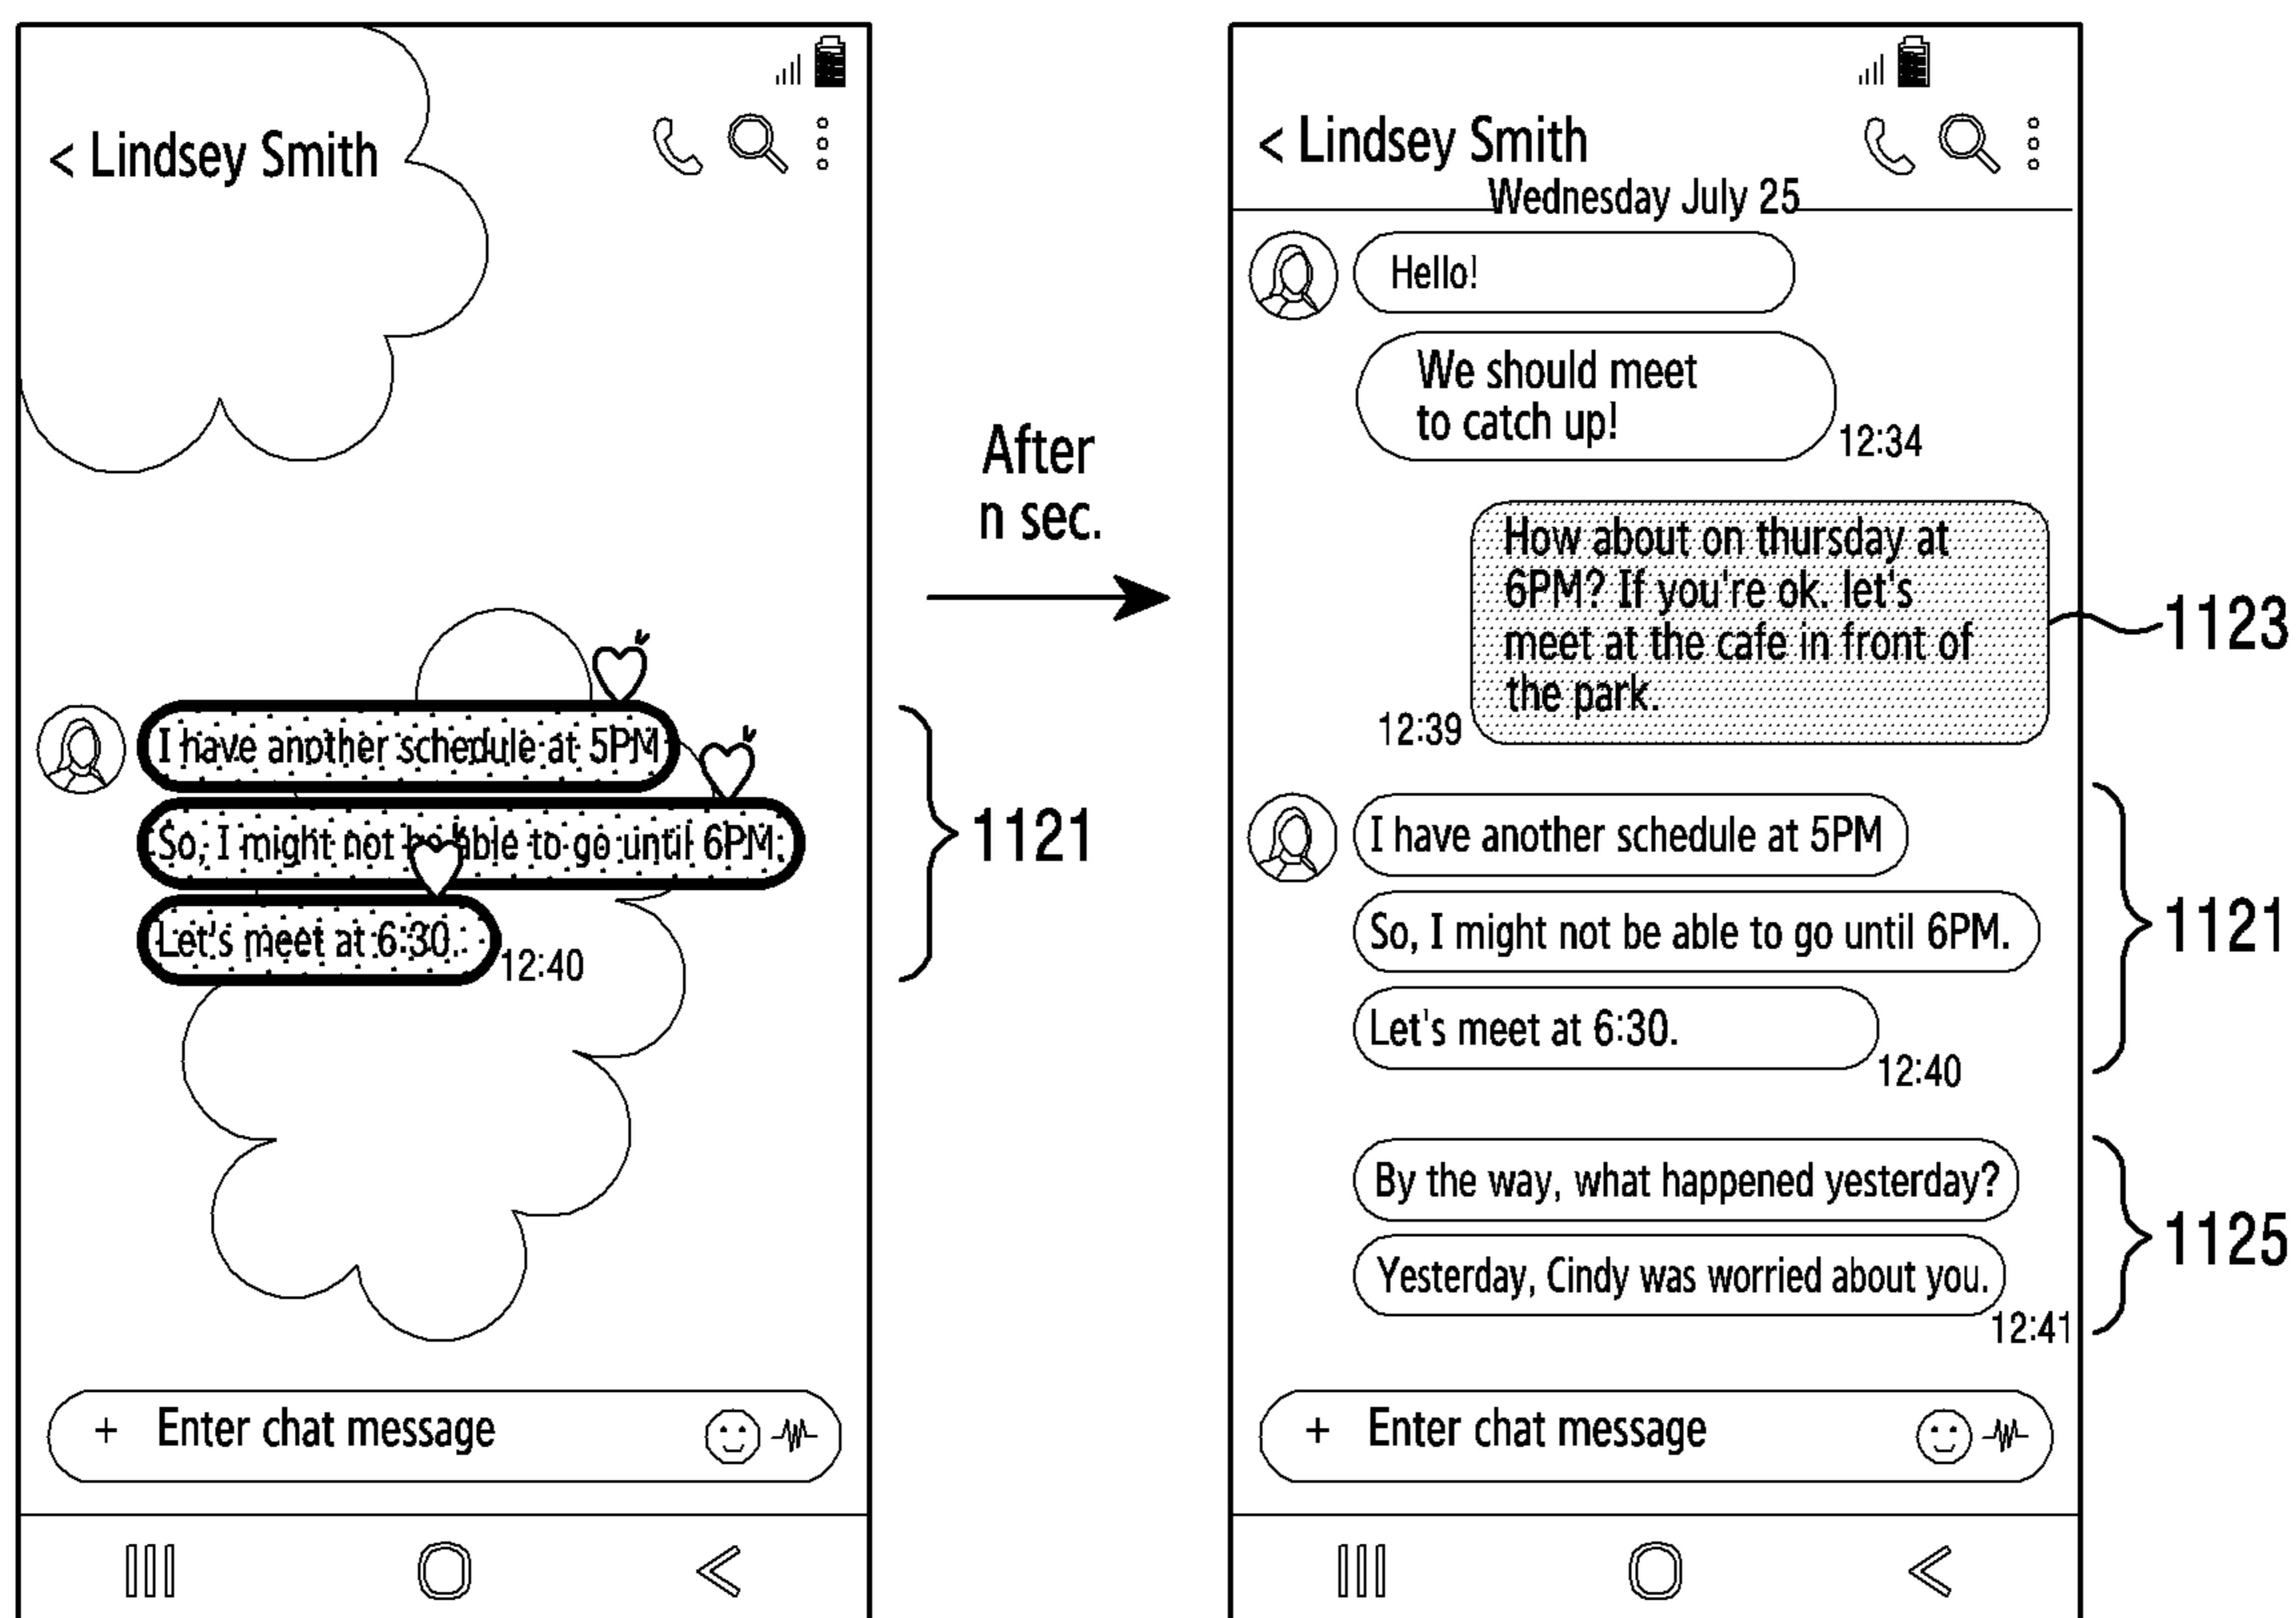 < Lindsey Smith
I have another schedule at 5PM
So, I might not be able to go until 6PM.
Let's meet at 6:30.
12:40
1121
+ Enter chat message
After
n sec.
< Lindsey Smith
Wednesday July 25
Hello!
We should meet
to catch up!
12:34
How about on thursday at
6PM? If you're ok. let's
meet at the cafe in front of
the park.
12:39
1123
I have another schedule at 5PM
So, I might not be able to go until 6PM.
Let's meet at 6:30.
12:40
1121
By the way, what happened yesterday?
Yesterday, Cindy was worried about you.
12:41
1125
+ Enter chat message